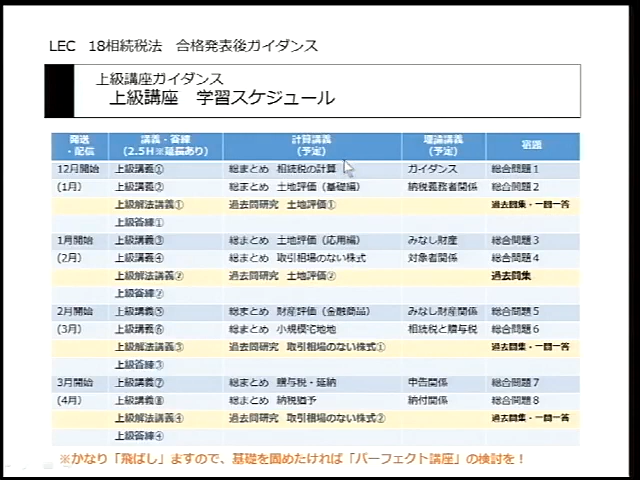 LEC 18相続税法 合格発表後ガイダンス
上級講座ガイダンス
上級講座 学習スケジュール
発送・配信 講義・答練(2.5H※延長あり) 計算講義(予定) 理論講義(予定) 宿題
12月開始 上級講義① 総まとめ 相続税の計算 ガイダンス 総合問題1
(1月) 上級講義② 総まとめ 土地評価(基礎編) 納税義務者関係 総合問題2
上級解法講義① 過去問研究 土地評価① 過去問集・一問一答
上級答練①
1月開始 上級講義③ 総まとめ 土地評価(応用編) みなし財産 総合問題3
(2月) 上級講義④ 総まとめ 取引相場のない株式 対象者関係 総合問題4
上級解法講義② 過去問研究 土地評価② 過去問集
上級答練②
2月開始 上級講義⑤ 総まとめ 財産評価(金融商品) みなし財産関係 総合問題5
(3月) 上級講義⑥ 総まとめ 小規模宅地 相続税と贈与税 総合問題6
上級解法講義③ 過去問研究 取引相場のない株式① 過去問集・一問一答
上級答練③
3月開始 上級講義⑦ 総まとめ 贈与税・延納 申告関係 総合問題7
(4月) 上級講義⑧ 総まとめ 納税猶予 納付関係 総合問題8
上級解法講義④ 過去問研究 取引相場のない株式② 過去問集・一問一答
上級答練④
※かなり「飛ばし」ますので、基礎を固めたければ「パーフェクト講座」の検討を!